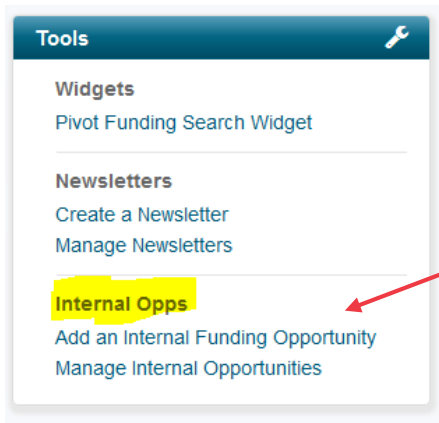 Tools
Widgets
Pivot Funding Search Widget
Newsletters
Create a Newsletter
Manage Newsletters
Internal Opps
Add an Internal Funding Opportunity
Manage Internal Opportunities